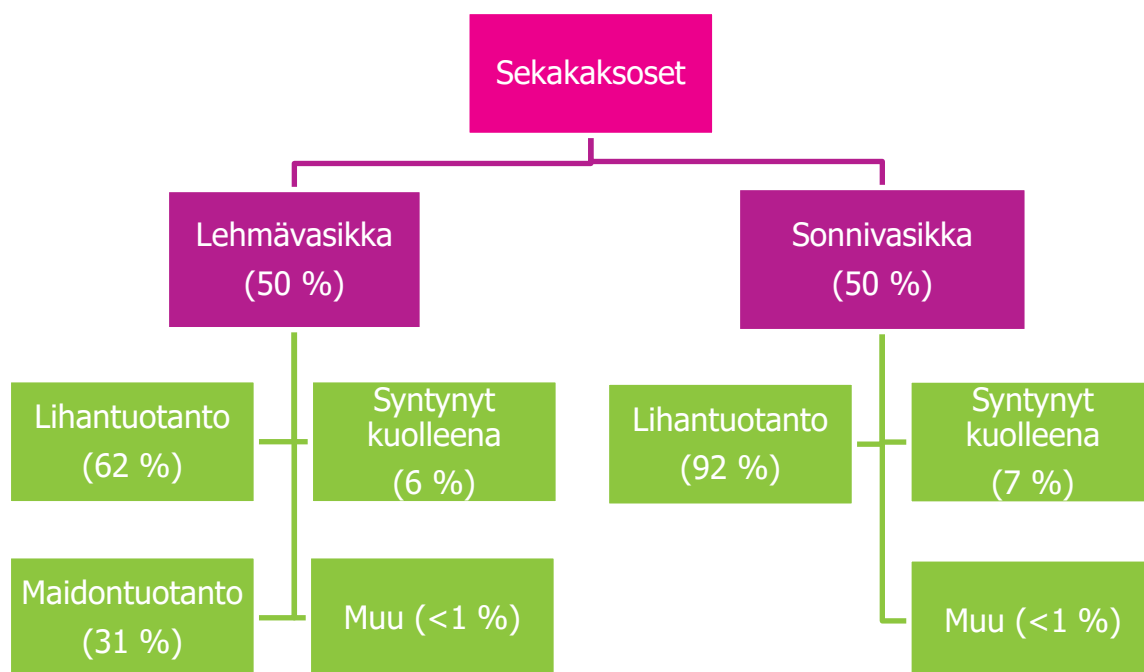 Sekakaksoset
Lehmävasikka
(50 %)
Sonnivasikka
(50 %)
Lihantuotanto
(62 %)
Syntynyt
kuolleena
(6 %)
Lihantuotanto
(92 %)
Syntynyt
kuolleena
(7 %)
Maidontuotanto
(31 %)
Muu (<1 %)
Muu (<1 %)